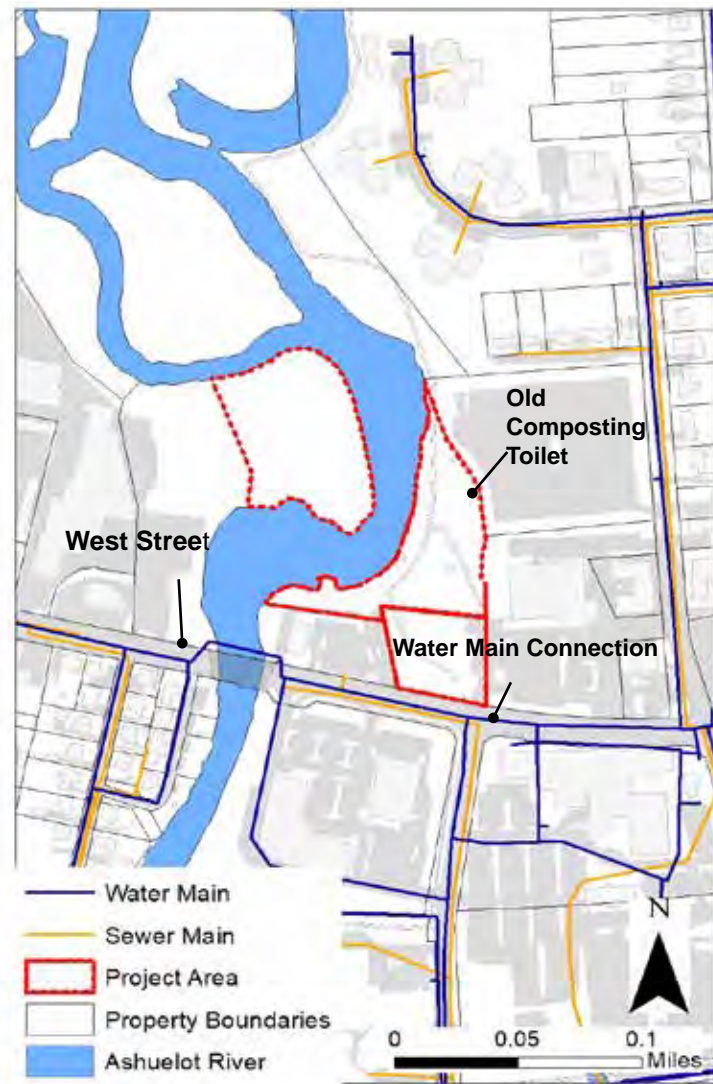 Old
Composting
Toilet
West Street
Water Main Connection
Water Main
Sewer Main
Project Area
Property Boundaries
Ashuelot River
N
0 0.05 0.1
Miles